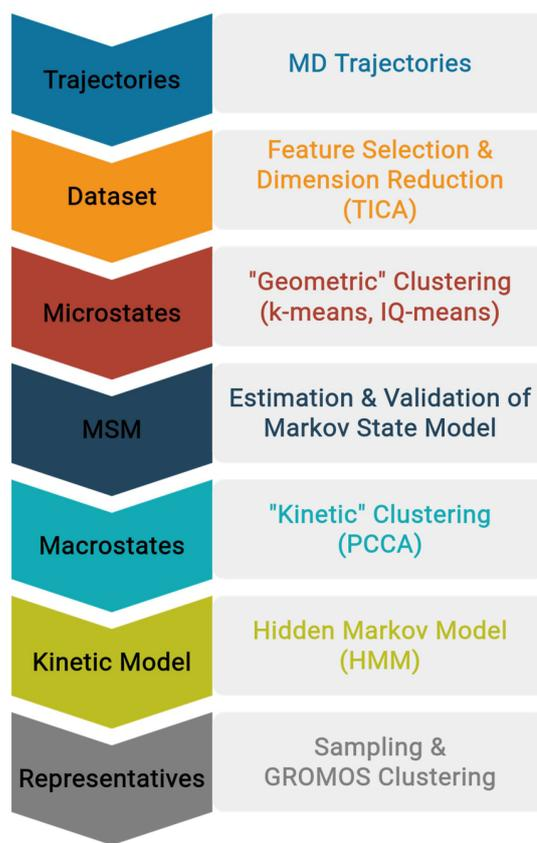 Trajectories
MD Trajectories
Dataset
Feature Selection &
Dimension Reduction
(TICA)
Microstates
"Geometric" Clustering
(k-means, IQ-means)
MSM
Estimation & Validation of
Markov State Model
Macrostates
"Kinetic" Clustering
(PCCA)
Kinetic Model
Hidden Markov Model
(HMM)
Representatives
Sampling &
GROMOS Clustering